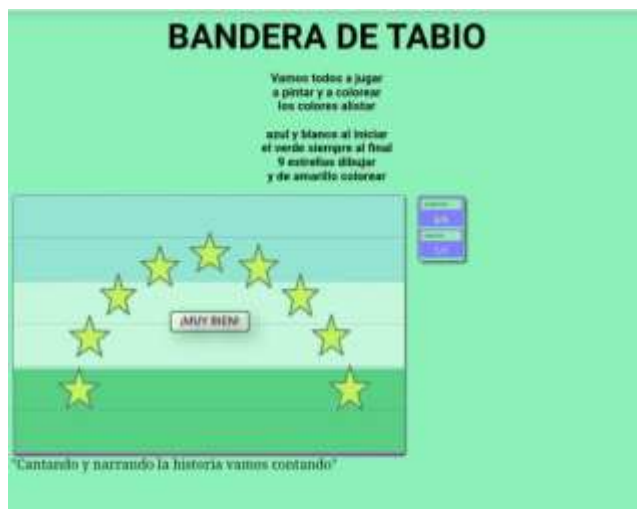 BANDERA DE TABIO
Vamos todos a jugar
a pintar y a colorear
los colores alistar
azul y blanco al iniciar
el verde siempre al final
9 estrellas dibujar
y de amarillo colorear
¡MUY BIEN!
"Cantando y narrando la historia vamos contando"